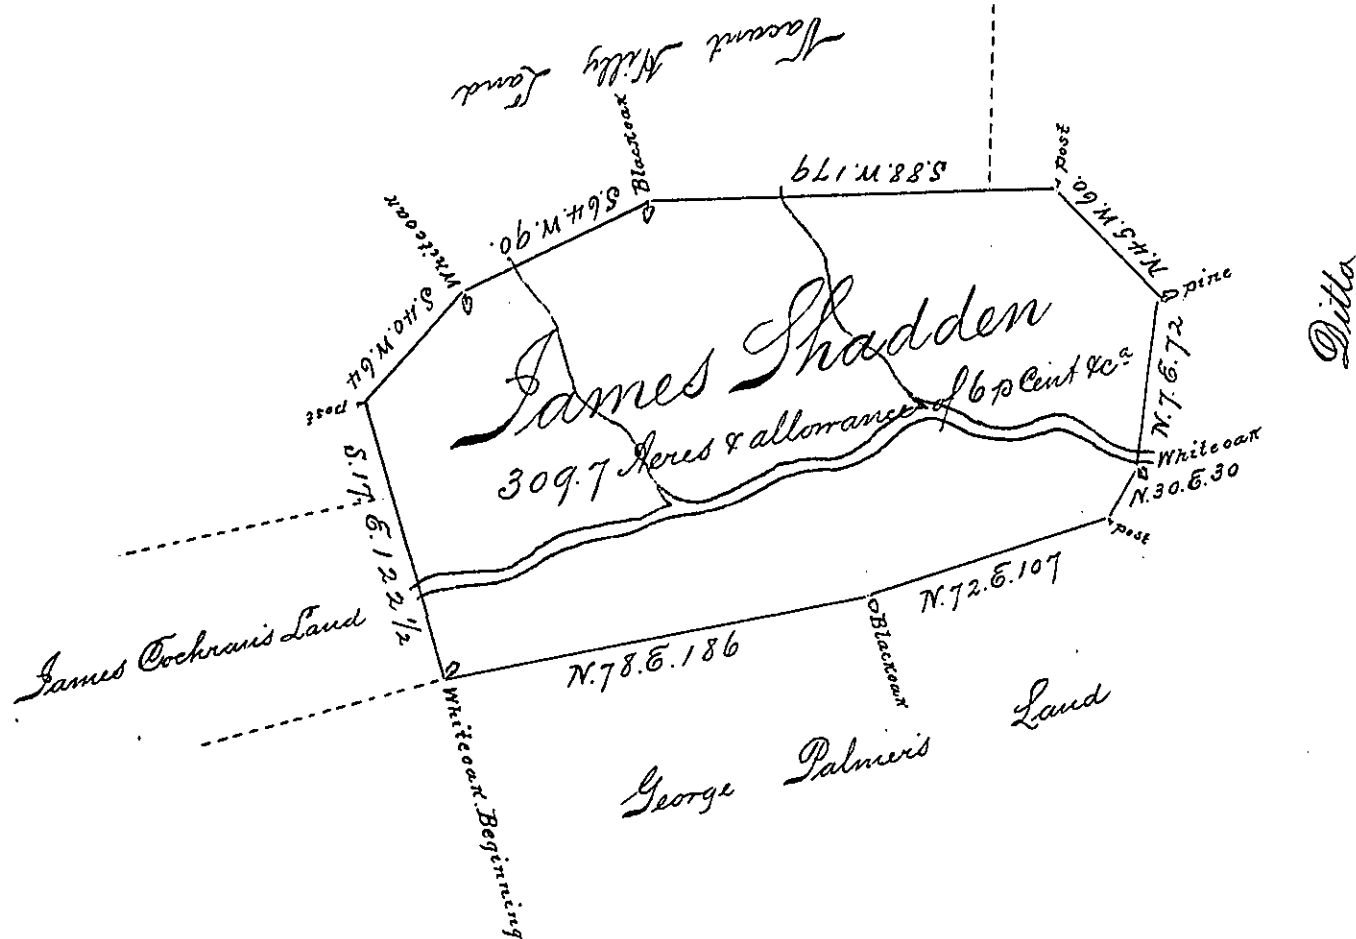 Vacant Hilly Land
Blackoak
post
S.88.W.179
S.64.W.90.
Whiteoak
N.45.W.60.
pine
Ditto
S.40.W.64
post
James Shadden
309.7 Acres & allowance of 6 p Cent &cª
N.7.E.72
Whiteoak
N.30.E.30
post
S.17.E.122½
James Cochran's Land
N.72.E.107
Blackoak
N.78.E.186
Whiteoak. Beginning
George Palmer's Land